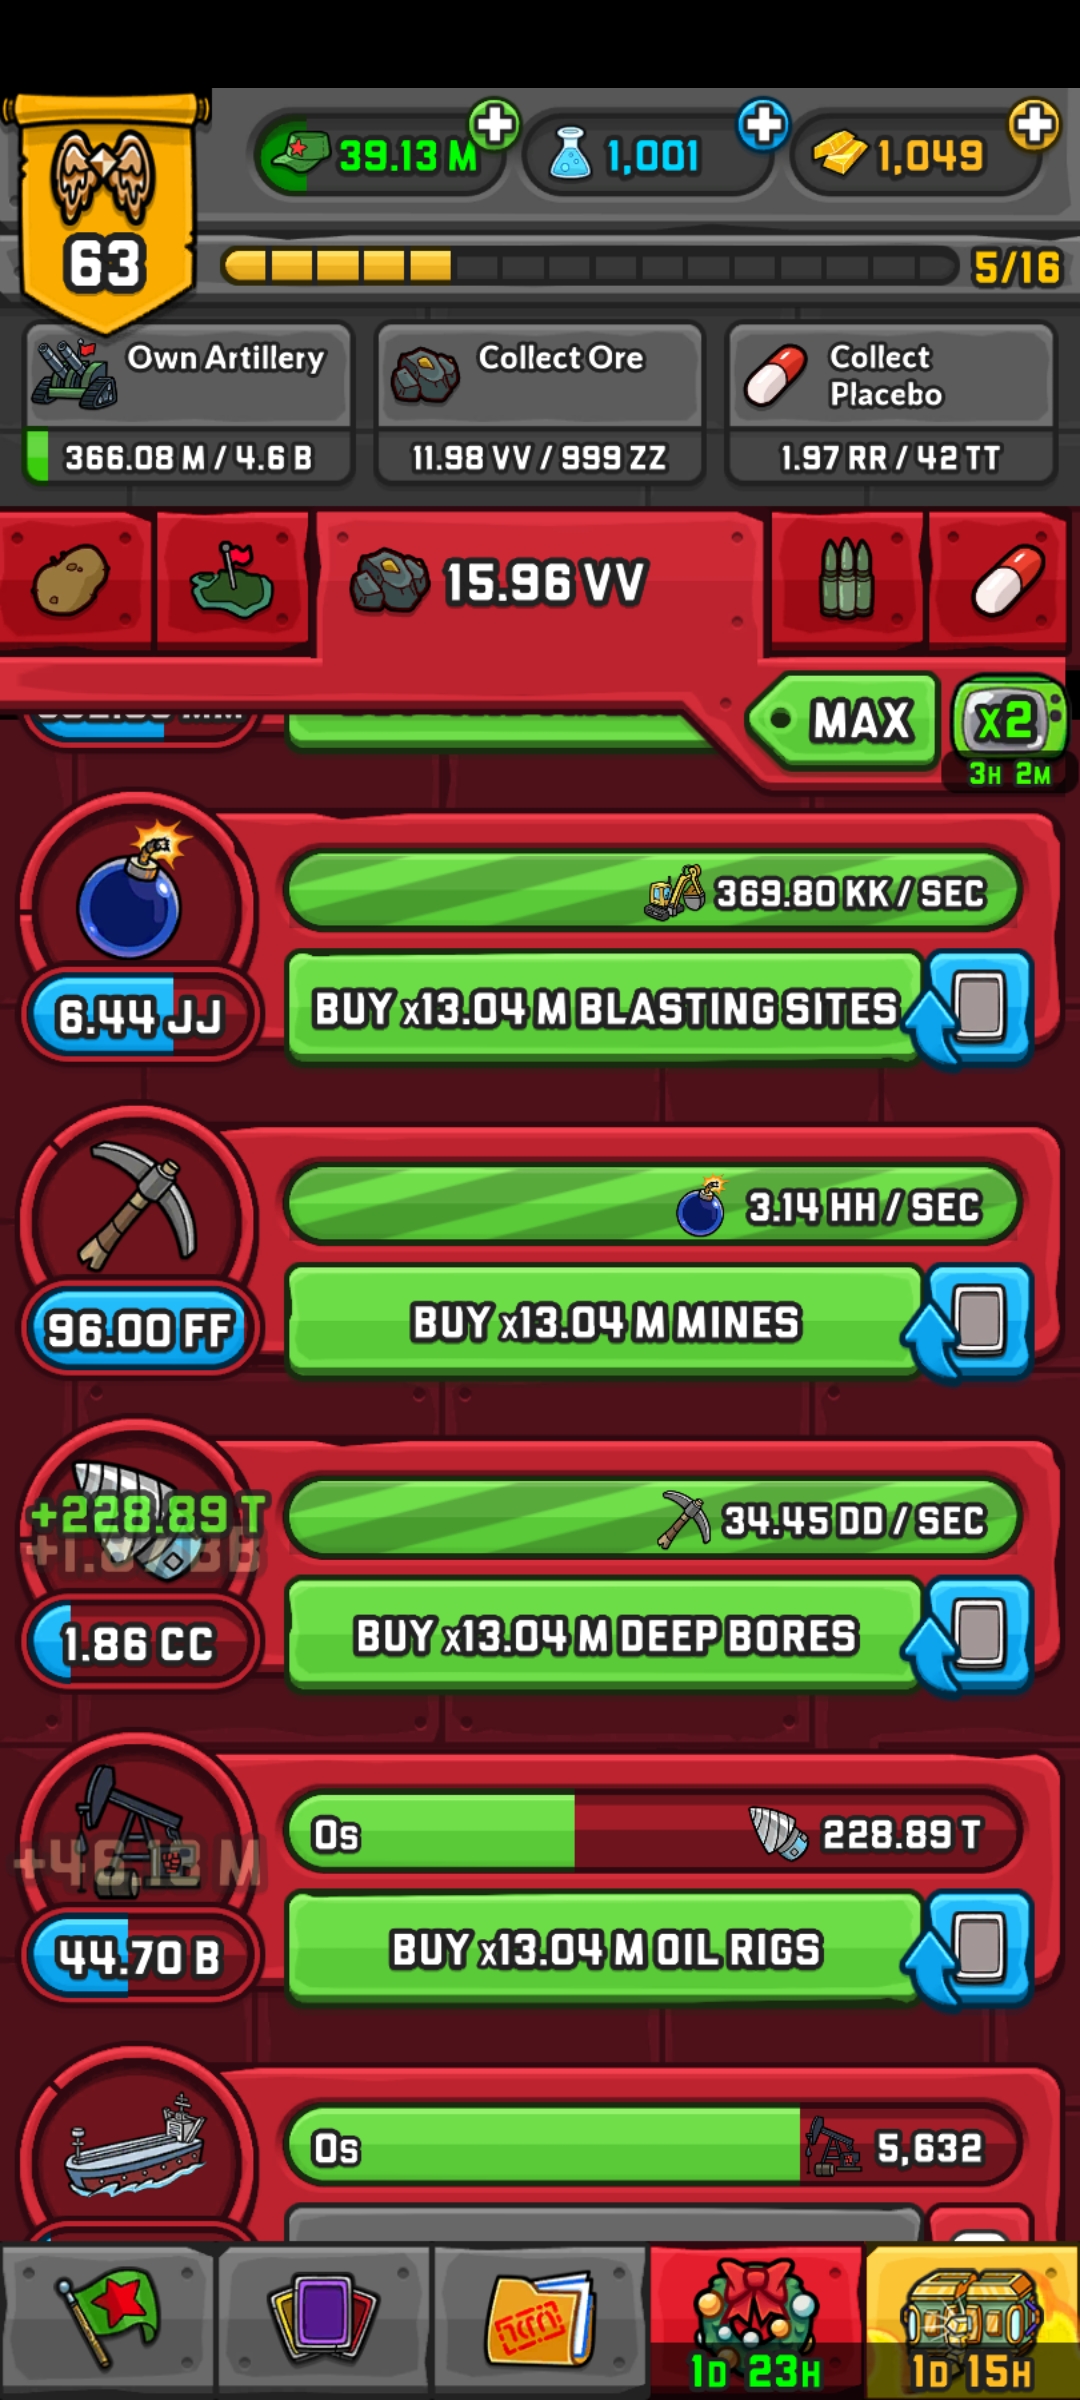 39.13 M
1,001
1,049
63
5/16
Own Artillery
366.08 M / 4.6 B
Collect Ore
11.98 VV / 999 ZZ
Collect
Placebo
1.97 RR / 42 TT
15.96 VV
MAX
x2
3H 2M
369.80 KK / SEC
6.44 JJ
BUY x13.04 M BLASTING SITES
3.14 HH / SEC
96.00 FF
BUY x13.04 M MINES
+228.89 T
34.45 DD / SEC
1.86 CC
BUY x13.04 M DEEP BORES
0s
228.89 T
44.70 B
BUY x13.04 M OIL RIGS
0s
5,632
1D 23H
1D 15H